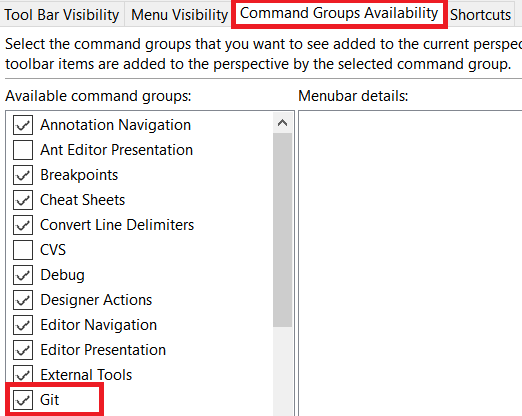 Tool Bar Visibility Menu Visibility Command Groups Availability Shortcuts
Select the command groups that you want to see added to the current
toolbar items are added to the perspective by the selected command group.
Available command groups: Menubar details:
Annotation Navigation
Ant Editor Presentation
Breakpoints
Cheat Sheets
Convert Line Delimiters
CVS
Debug
Designer Actions
Editor Navigation
Editor Presentation
External Tools
Git